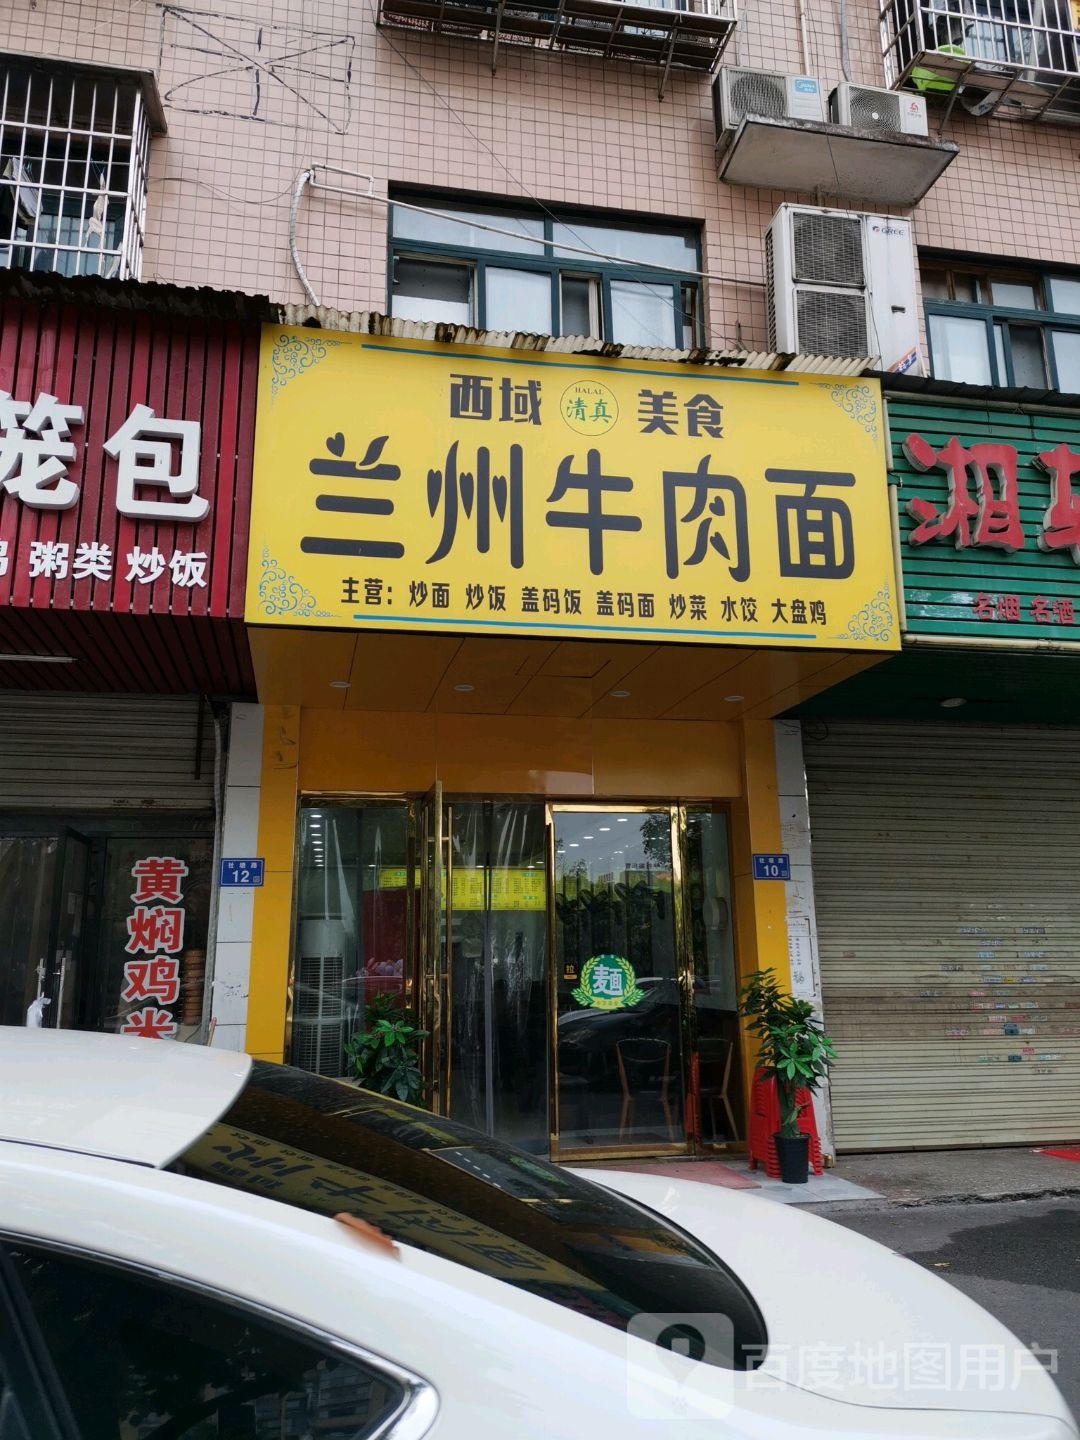 GREE
西域 HALAL 清真 美食
兰州牛肉面
主营：炒面 炒饭 盖码饭 盖码面 炒菜 水饺 大盘鸡
笼包
粥类 炒饭
湘
名烟 名酒
12
10
黄焖鸡米
麵
拉
百度地图用户